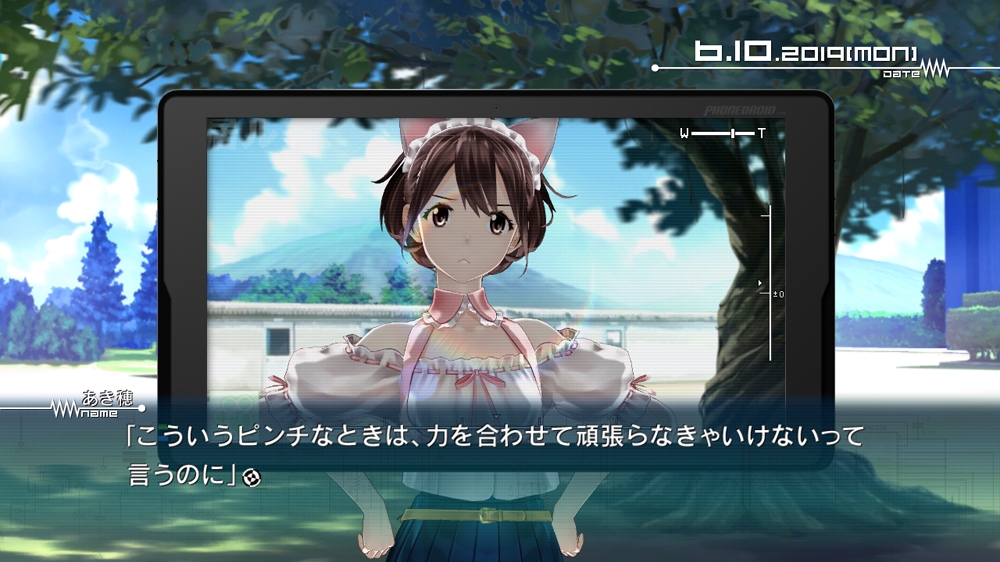 6.10.2019[MON]
DATE
PHONEDROID
W T
±0
あき穂
name
「こういうピンチなときは、力を合わせて頑張らなきゃいけないって
言うのに」